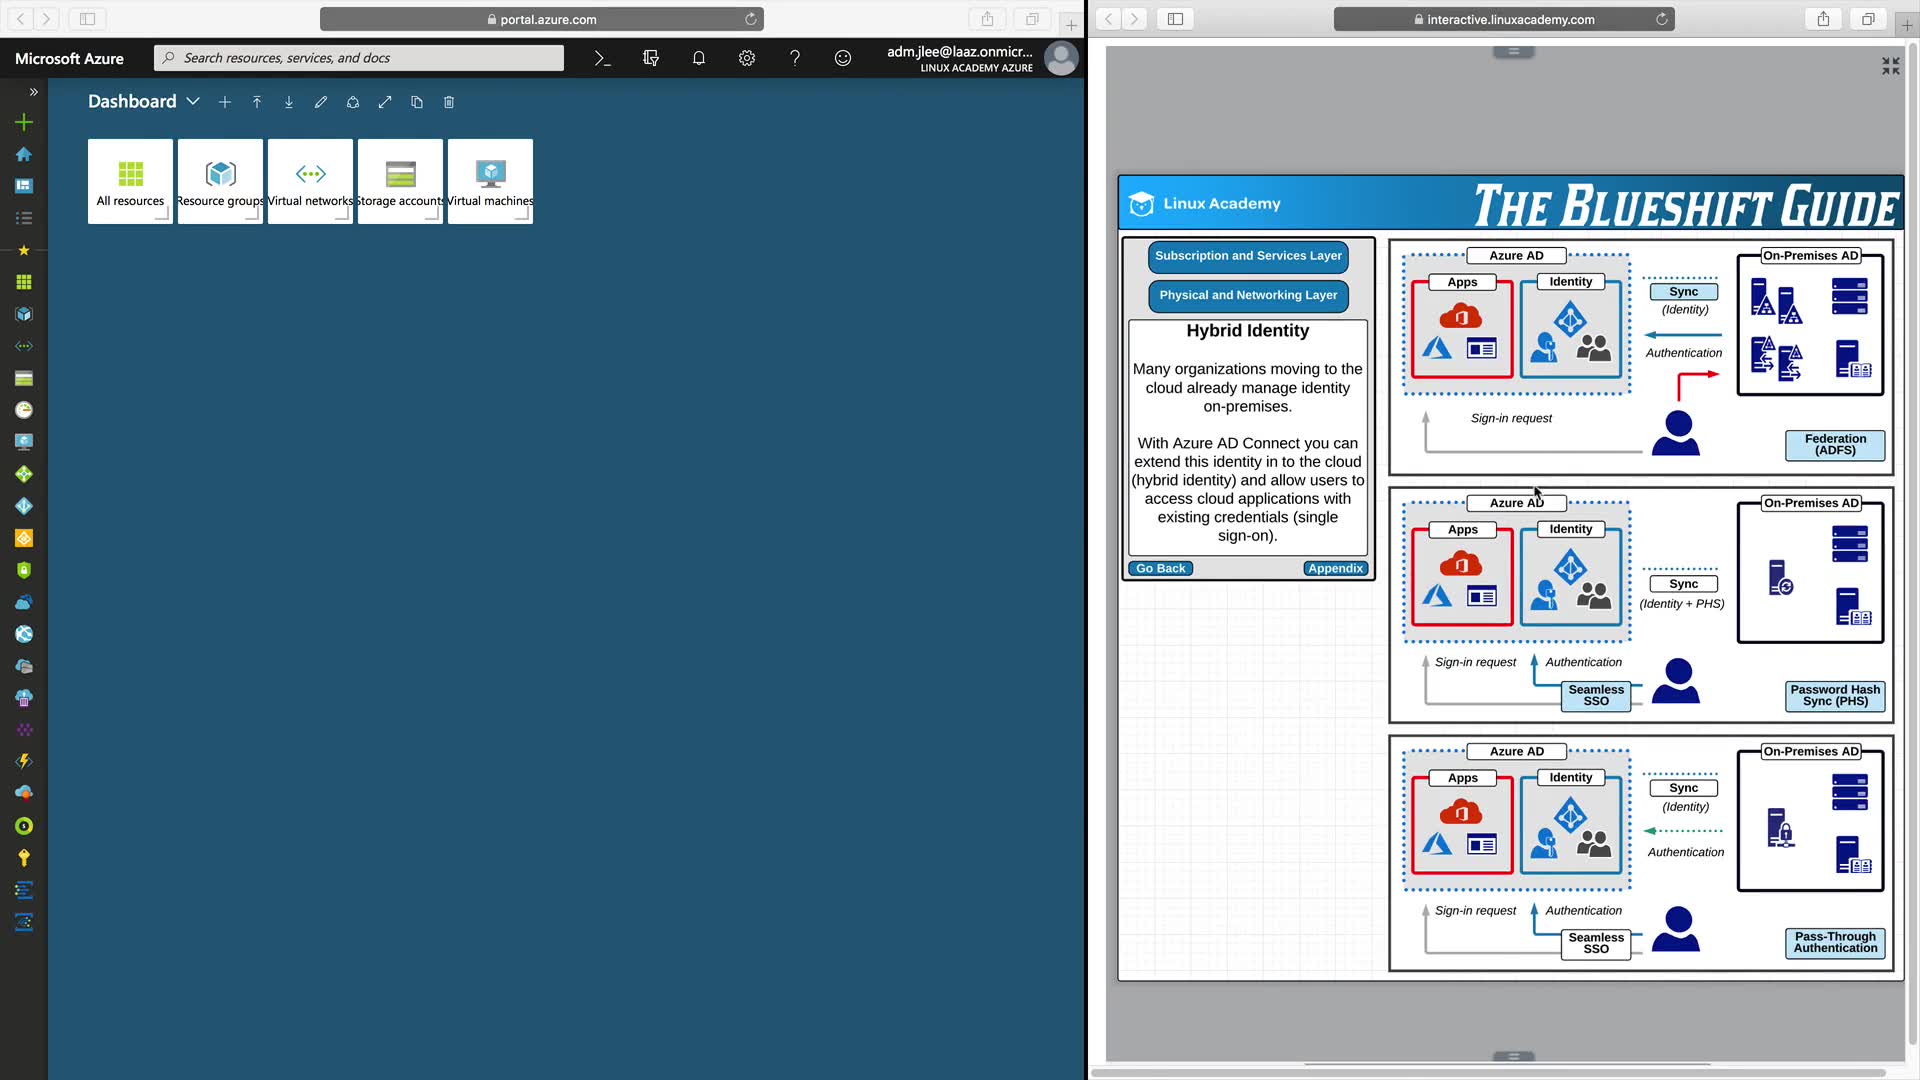 portal.azure.com
Microsoft Azure
Search resources, services, and docs
adm.jlee@laaz.onmicr...
LINUX ACADEMY AZURE
Dashboard
All resources
Resource groups
Virtual networks
Storage accounts
Virtual machines
interactive.linuxacademy.com
Linux Academy
THE BLUESHIFT GUIDE
Subscription and Services Layer
Physical and Networking Layer
Hybrid Identity
Many organizations moving to the
cloud already manage identity
on-premises.
With Azure AD Connect you can
extend this identity in to the cloud
(hybrid identity) and allow users to
access cloud applications with
existing credentials (single
sign-on).
Go Back
Appendix
Azure AD
Apps
Identity
Sync
(Identity)
Authentication
On-Premises AD
Sign-in request
Federation
(ADFS)
Azure AD
Apps
Identity
Sync
(Identity + PHS)
On-Premises AD
Sign-in request
Authentication
Seamless
SSO
Password Hash
Sync (PHS)
Azure AD
Apps
Identity
Sync
(Identity)
Authentication
On-Premises AD
Sign-in request
Authentication
Seamless
SSO
Pass-Through
Authentication